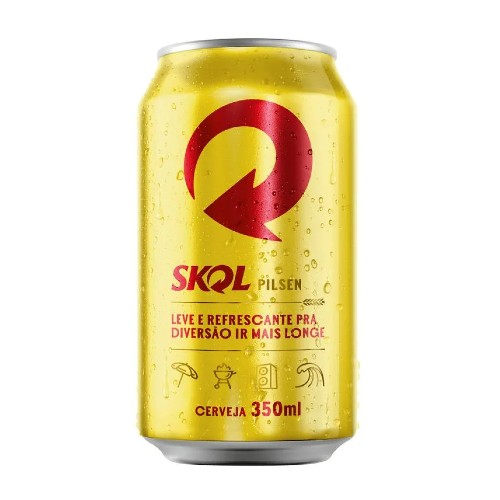 SKOL PILSEN
LEVE E REFRESCANTE PRA
DIVERSÃO IR MAIS LONGE
CERVEJA 350ml